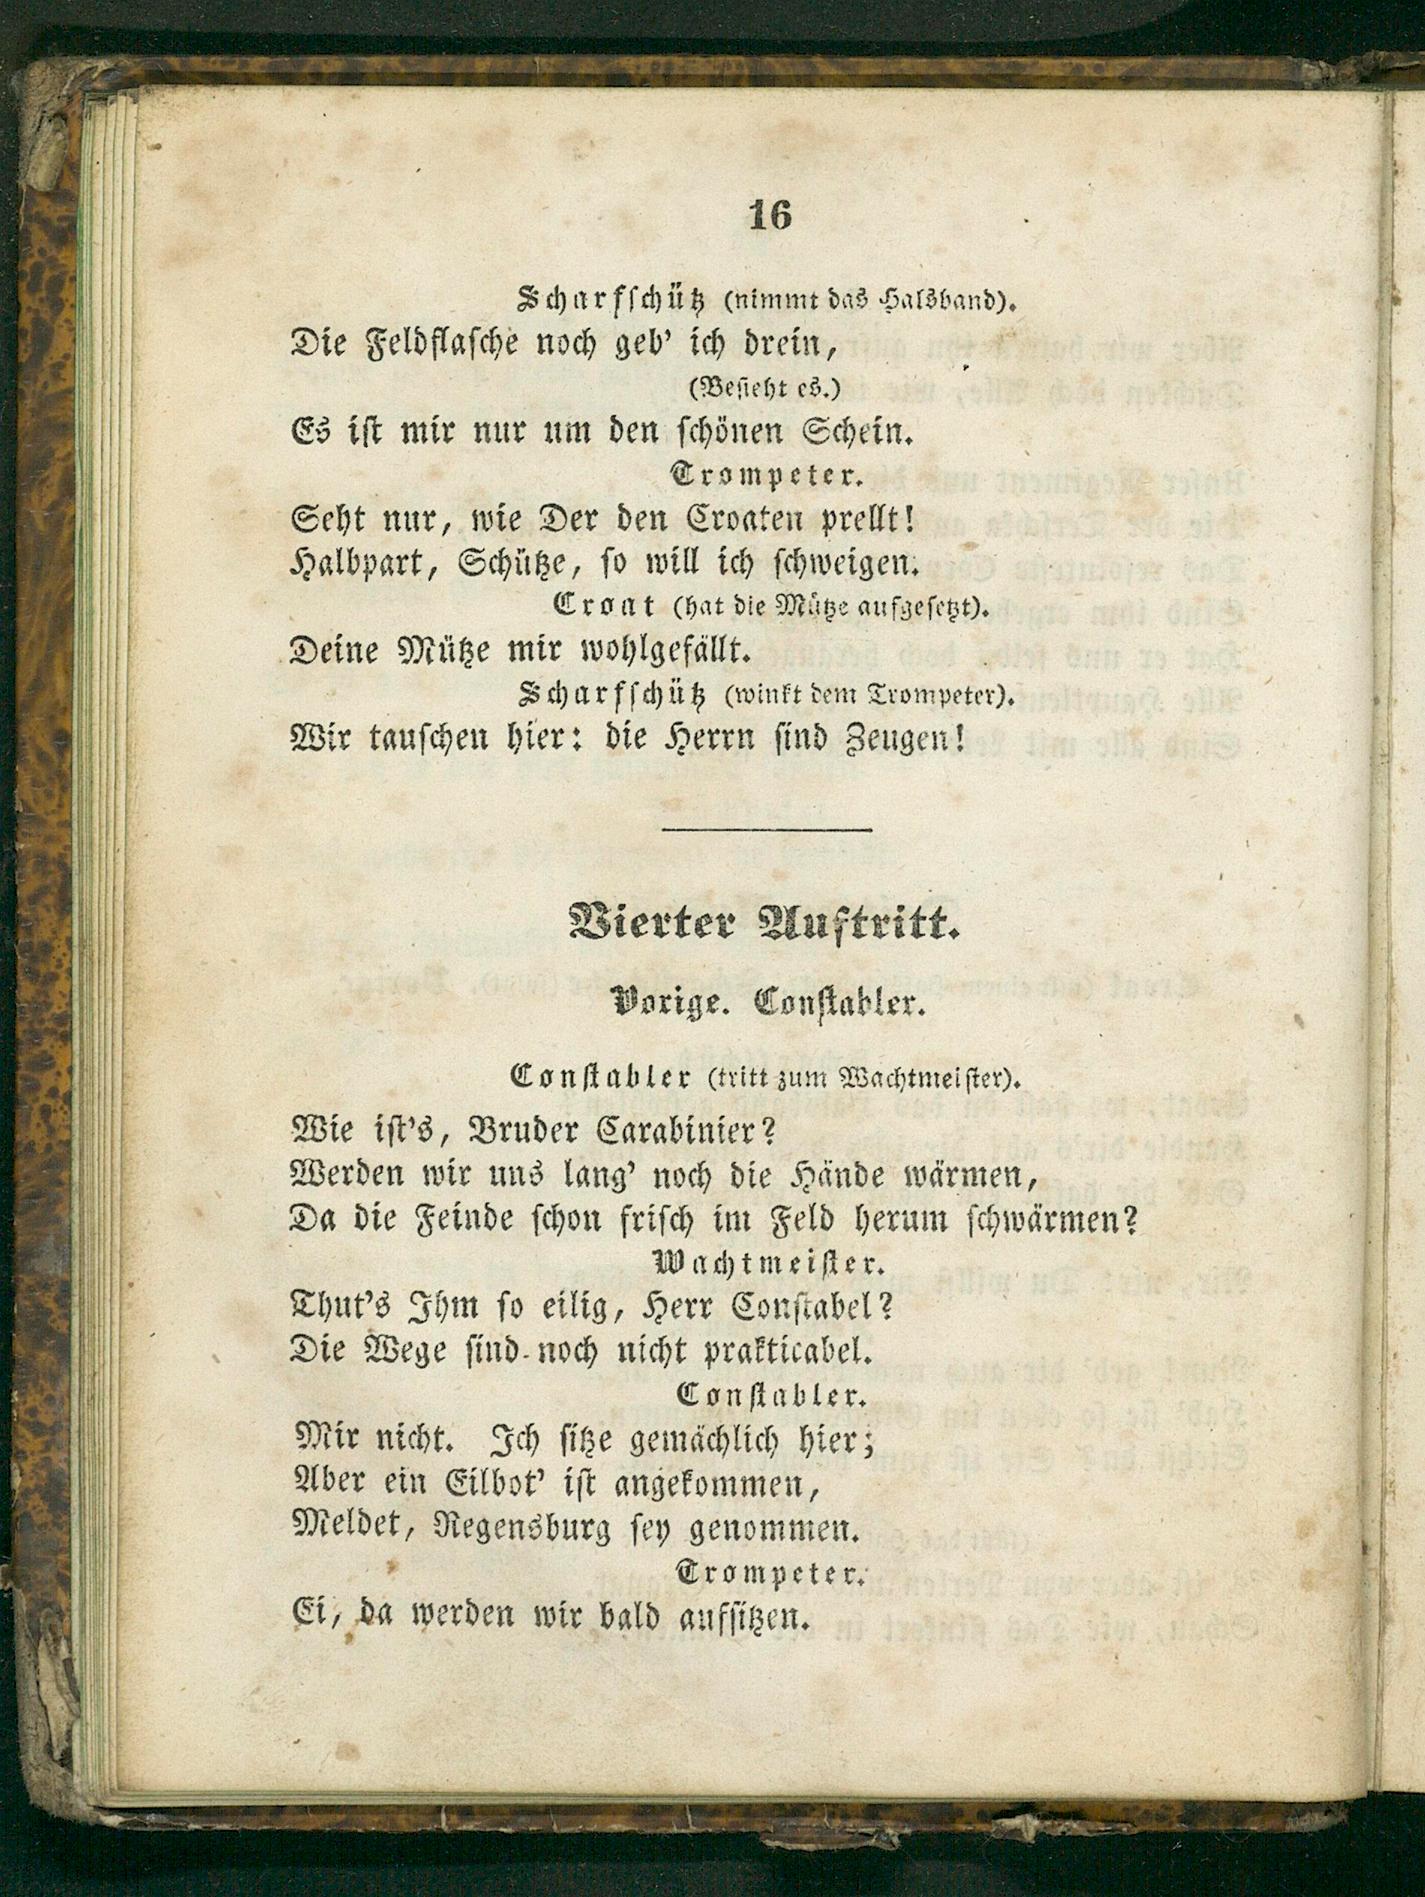 16
Scharfschütz (nimmt das Halsband).
Die Feldflasche noch geb' ich drein,
(Besieht es.)
Es ist mir nur um den schönen Schein.
Trompeter.
Seht nur, wie Der den Croaten prellt!
Halbpart, Schütze, so will ich schweigen.
Croat (hat die Mütze aufgesetzt).
Deine Mütze mir wohlgefällt.
Scharfschütz (winkt dem Trompeter).
Wir tauschen hier: die Herrn sind Zeugen!
Vierter Auftritt.
Vorige. Constabler.
Constabler (tritt zum Wachtmeister).
Wie ist's, Bruder Carabinier?
Werden wir uns lang' noch die Hände wärmen,
Da die Feinde schon frisch im Feld herum schwärmen?
Wachtmeister.
Thut's Ihm so eilig, Herr Constabel?
Die Wege sind noch nicht prakticabel.
Constabler.
Mir nicht. Ich sitze gemächlich hier;
Aber ein Eilbot' ist angekommen,
Meldet, Regensburg sey genommen.
Trompeter.
Ei, da werden wir bald aufsitzen.